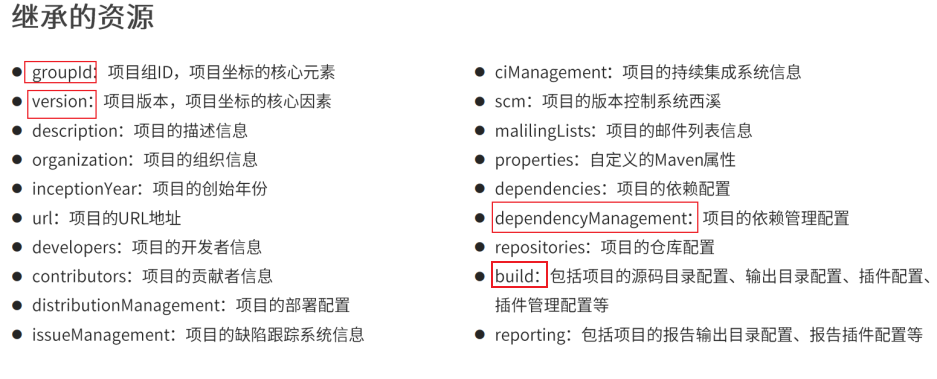 继承的资源
● groupId：项目组ID，项目坐标的核心元素
● version：项目版本，项目坐标的核心因素
● description：项目的描述信息
● organization：项目的组织信息
● inceptionYear：项目的创始年份
● url：项目的URL地址
● developers：项目的开发者信息
● contributors：项目的贡献者信息
● distributionManagement：项目的部署配置
● issueManagement：项目的缺陷跟踪系统信息
● ciManagement：项目的持续集成系统信息
● scm：项目的版本控制系统西溪
● malilingLists：项目的邮件列表信息
● properties：自定义的Maven属性
● dependencies：项目的依赖配置
● dependencyManagement：项目的依赖管理配置
● repositories：项目的仓库配置
● build：包括项目的源码目录配置、输出目录配置、插件配置、
插件管理配置等
● reporting：包括项目的报告输出目录配置、报告插件配置等